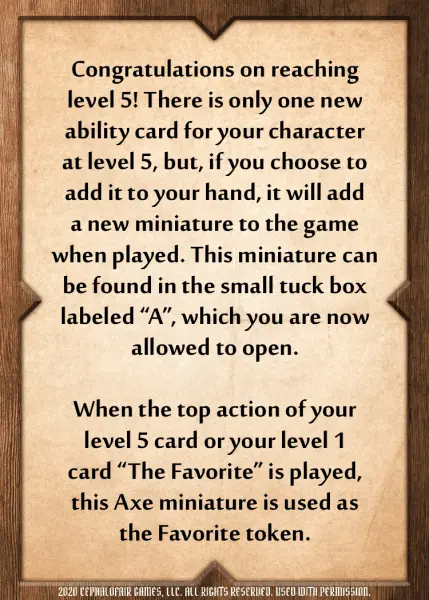 Congratulations on reaching
level 5! There is only one new
ability card for your character
at level 5, but, if you choose to
add it to your hand, it will add
a new miniature to the game
when played. This miniature can
be found in the small tuck box
labeled “A”, which you are now
allowed to open.
When the top action of your
level 5 card or your level 1
card “The Favorite” is played,
this Axe miniature is used as
the Favorite token.
2020 CEPHALOFAIR GAMES, LLC. ALL RIGHTS RESERVED. USED WITH PERMISSION.